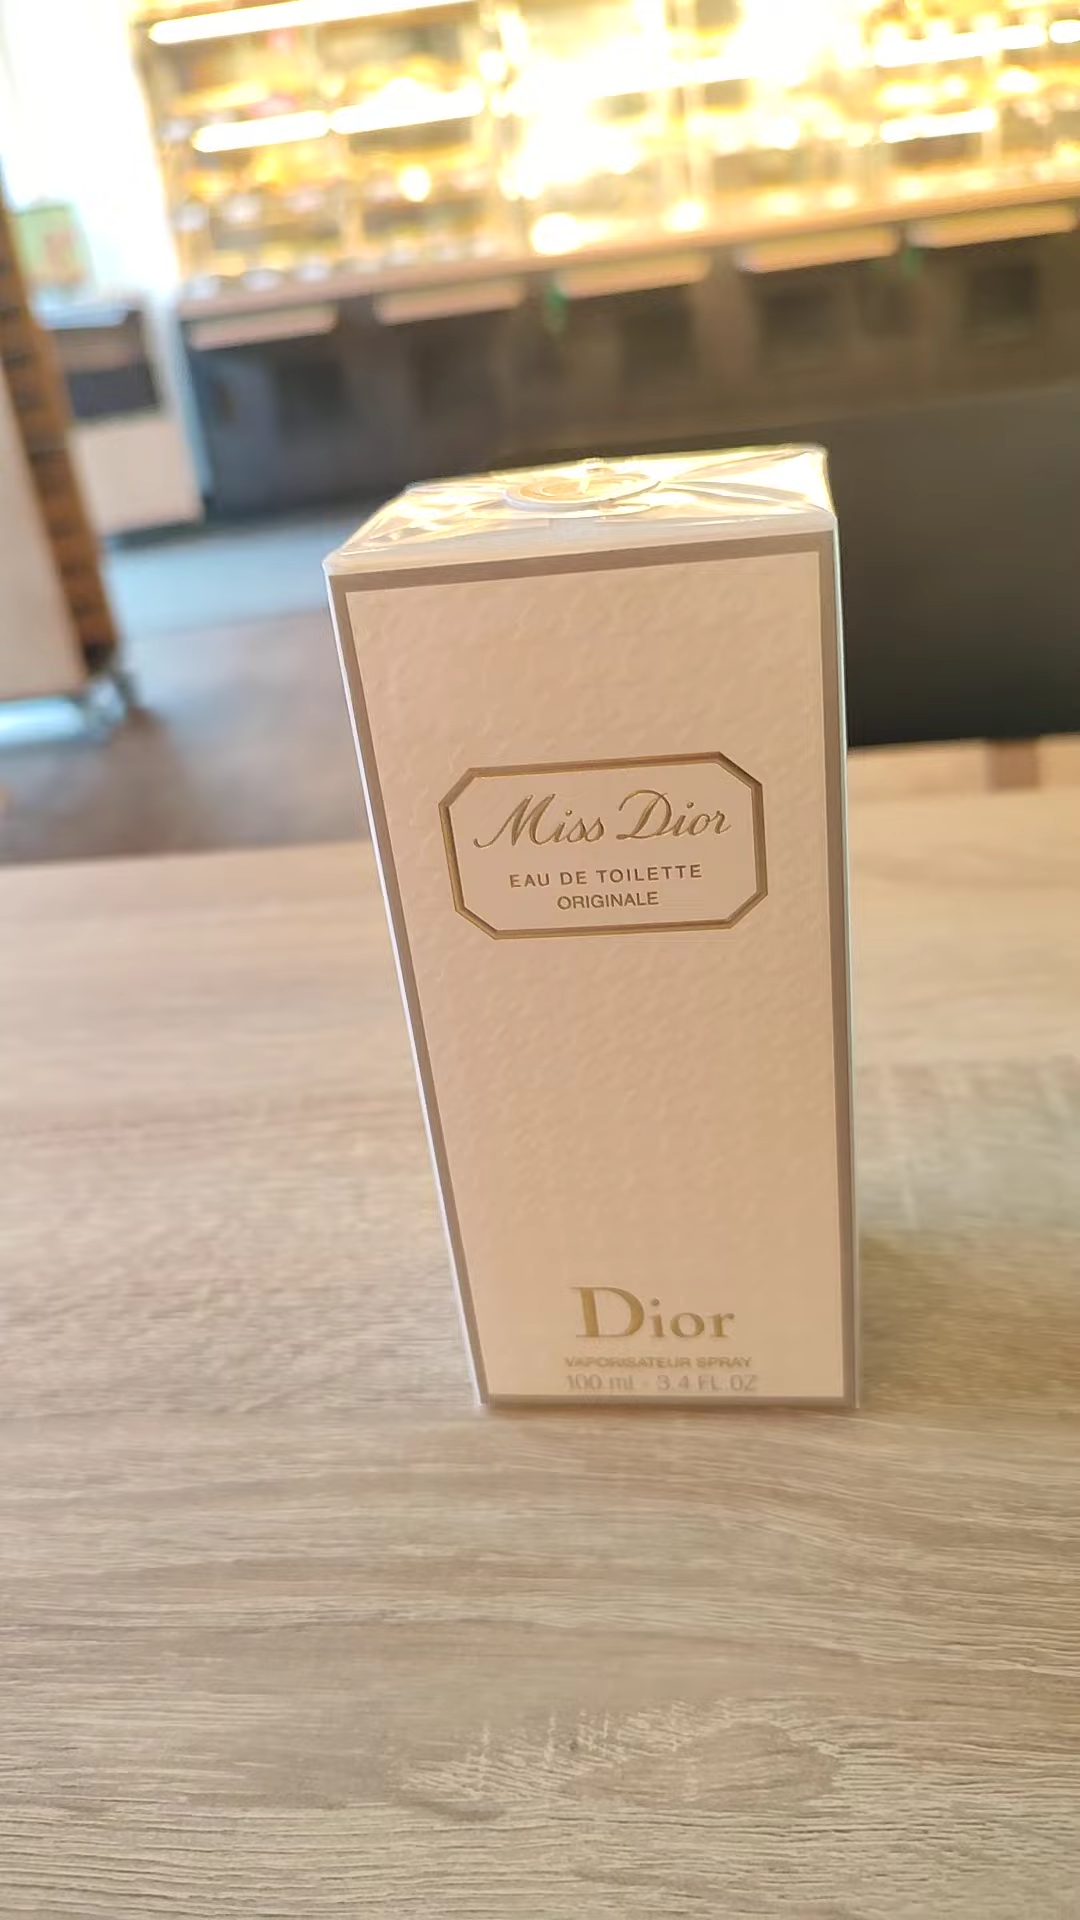 Miss Dior
EAU DE TOILETTE
ORIGINALE
Dior
VAPORISATEUR SPRAY
100 ml - 3.4 FL.OZ